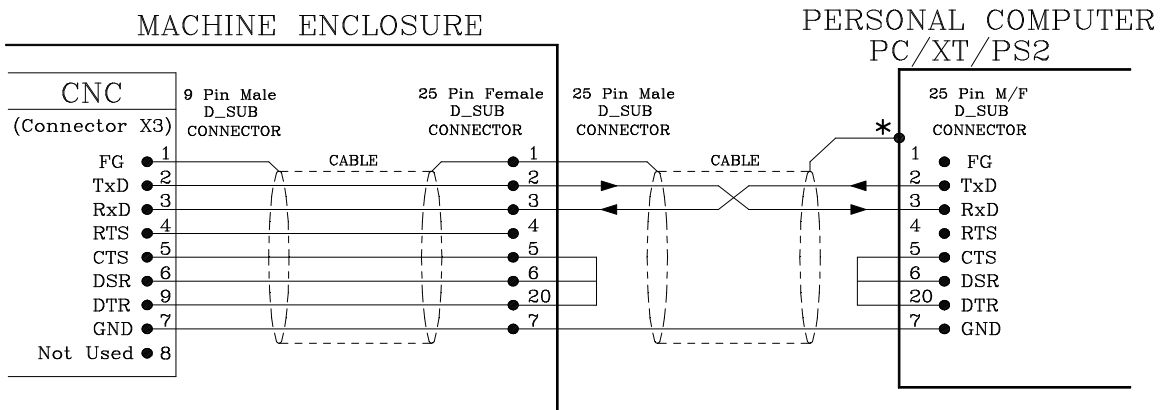 MACHINE ENCLOSURE
PERSONAL COMPUTER
PC/XT/PS2
CNC
(Connector X3)
9 Pin Male
D_SUB
CONNECTOR
25 Pin Female
D_SUB
CONNECTOR
25 Pin Male
D_SUB
CONNECTOR
25 Pin M/F
D_SUB
CONNECTOR
*
FG 1 CABLE 1 CABLE 1 FG
TxD 2 2 2 TxD
RxD 3 3 3 RxD
RTS 4 4 4 RTS
CTS 5 5 5 CTS
DSR 6 6 6 DSR
DTR 9 20 20 DTR
GND 7 7 7 GND
Not Used 8